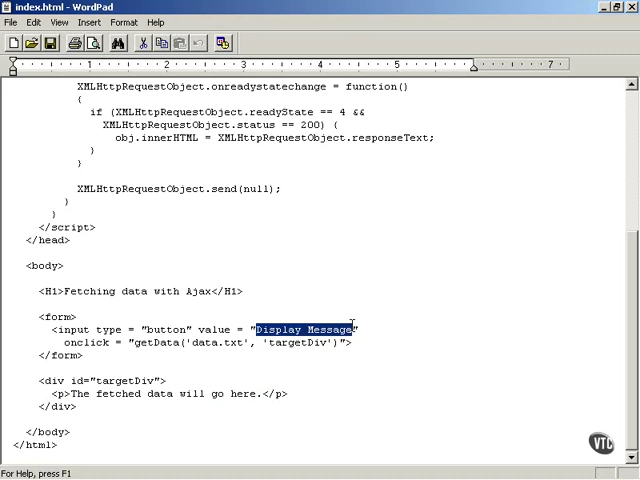 index.html - WordPad
File Edit View Insert Format Help
1 2 3 4 5 7
XMLHttpRequestObject.onreadystatechange = function()
{
if (XMLHttpRequestObject.readyState == 4 &&
XMLHttpRequestObject.status == 200) {
obj.innerHTML = XMLHttpRequestObject.responseText;
}
}
XMLHttpRequestObject.send(null);
}
}
</script>
</head>
<body>
<H1>Fetching data with Ajax</H1>
<form>
<input type = "button" value = "Display Message"
onclick = "getData('data.txt', 'targetDiv')">
</form>
<div id="targetDiv">
<p>The fetched data will go here.</p>
</div>
</body>
</html>
VTC
For Help, press F1